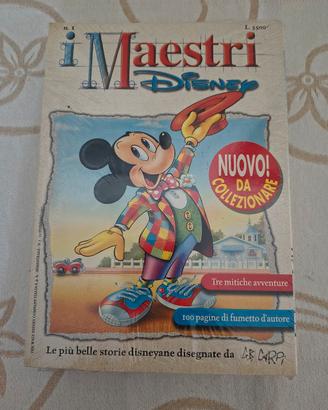 n. 1
L. 3500
i Maestri
DISNEY
NUOVO!
DA
COLLEZIONARE
Tre mitiche avventure
100 pagine di fumetto d'autore
Le più belle storie disneyane disegnate da G.B. CARPI